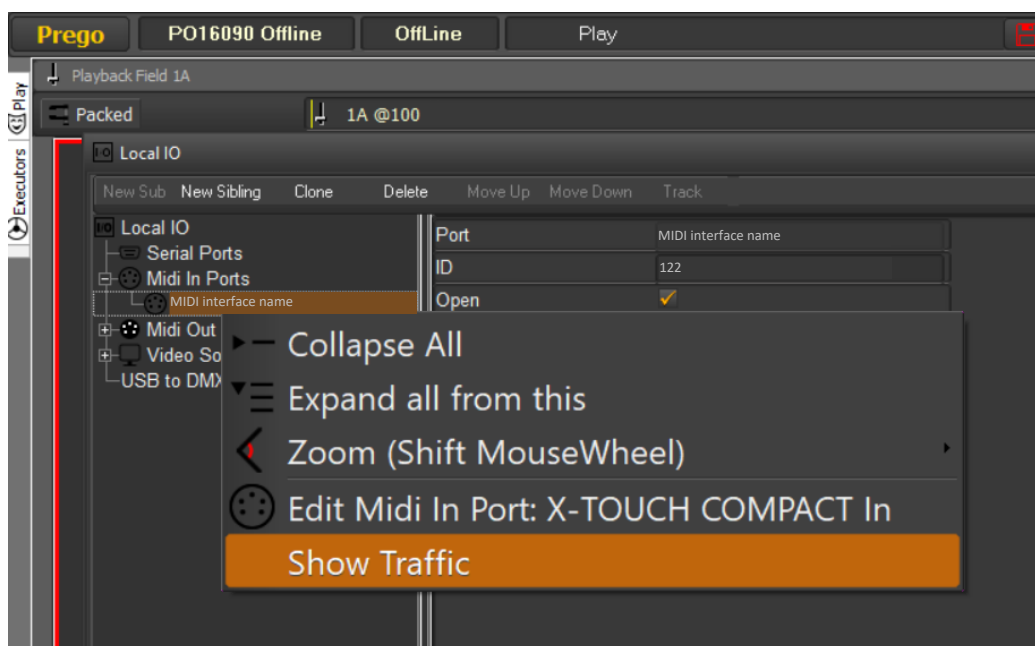 Prego PO16090 Offline OffLine Play
Playback Field 1A
Packed 1A @100
Play
Executors
Local IO
New Sub New Sibling Clone Delete Move Up Move Down Track
Local IO
Serial Ports
Midi In Ports
MIDI interface name
Midi Out
Video So
USB to DMX
Port MIDI interface name
ID 122
Open
Collapse All
Expand all from this
Zoom (Shift MouseWheel)
Edit Midi In Port: X-TOUCH COMPACT In
Show Traffic